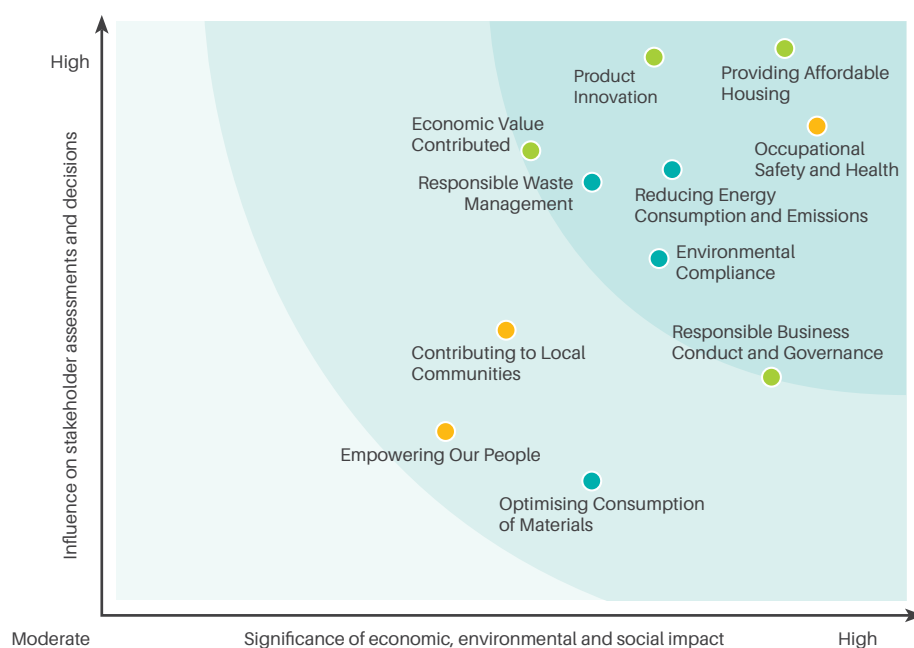 High
Influence on stakeholder assessments and decisions
Product
Innovation
Providing Affordable
Housing
Economic Value
Contributed
Occupational
Safety and Health
Responsible Waste
Management
Reducing Energy
Consumption and Emissions
Environmental
Compliance
Responsible Business
Conduct and Governance
Contributing to Local
Communities
Empowering Our People
Optimising Consumption
of Materials
Moderate
Significance of economic, environmental and social impact
High